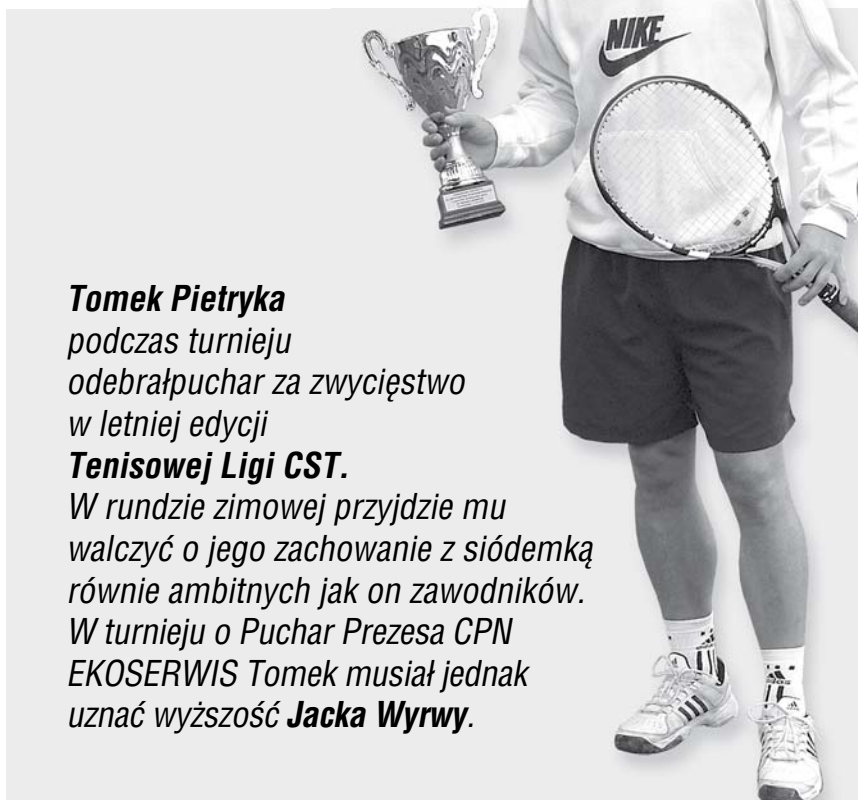 NIKE
Tomek Pietryka
podczas turnieju
odebrałpuchar za zwycięstwo
w letniej edycji
Tenisowej Ligi CST.
W rundzie zimowej przyjdzie mu
walczyć o jego zachowanie z siódemką
równie ambitnych jak on zawodników.
W turnieju o Puchar Prezesa CPN
EKOSERWIS Tomek musiał jednak
uznać wyższość Jacka Wyrwy.